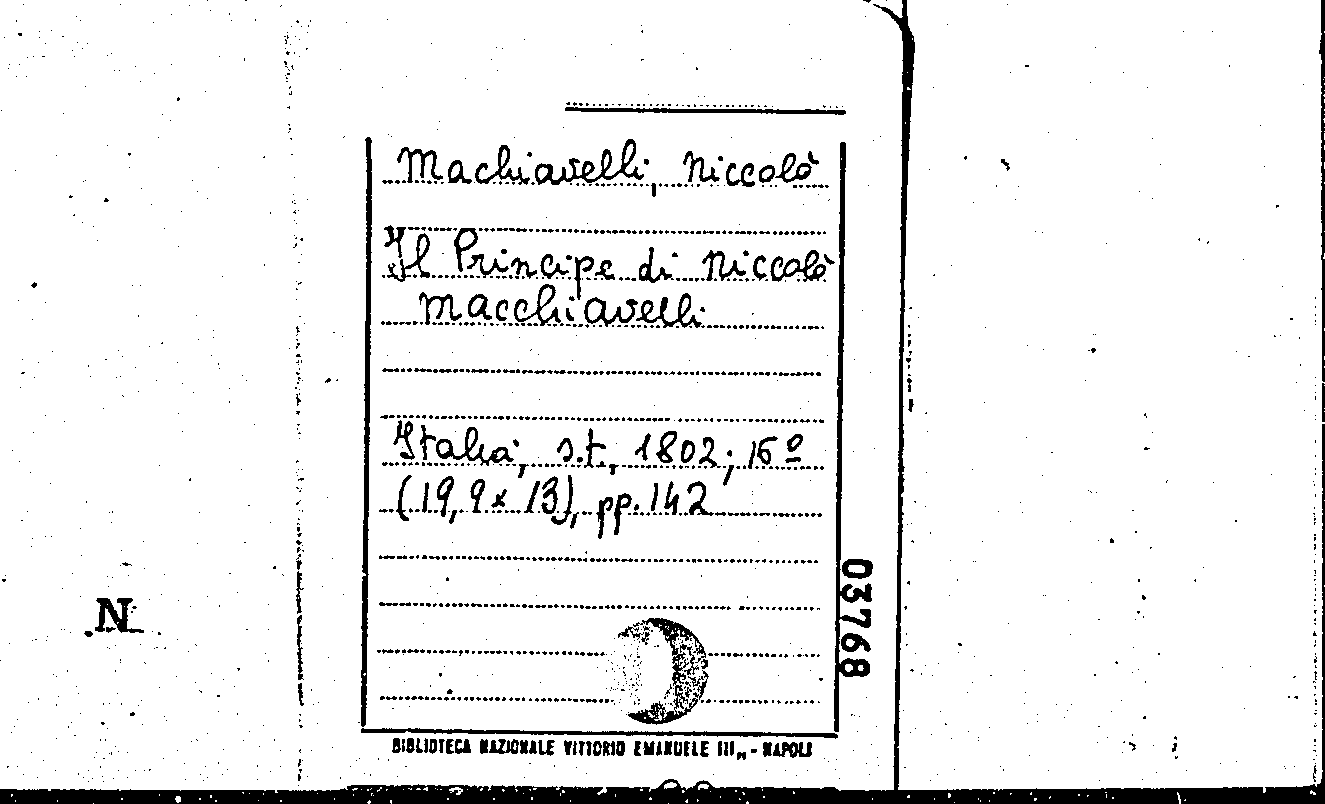 Machiavelli, Niccolò
Il Principe di Niccolò
Macchiavelli
Italia, s.t., 1802; 16º
(19,9 x 13), pp. 142
03768
N
BIBLIOTECA NAZIONALE VITTORIO EMANUELE III„ - NAPOLI